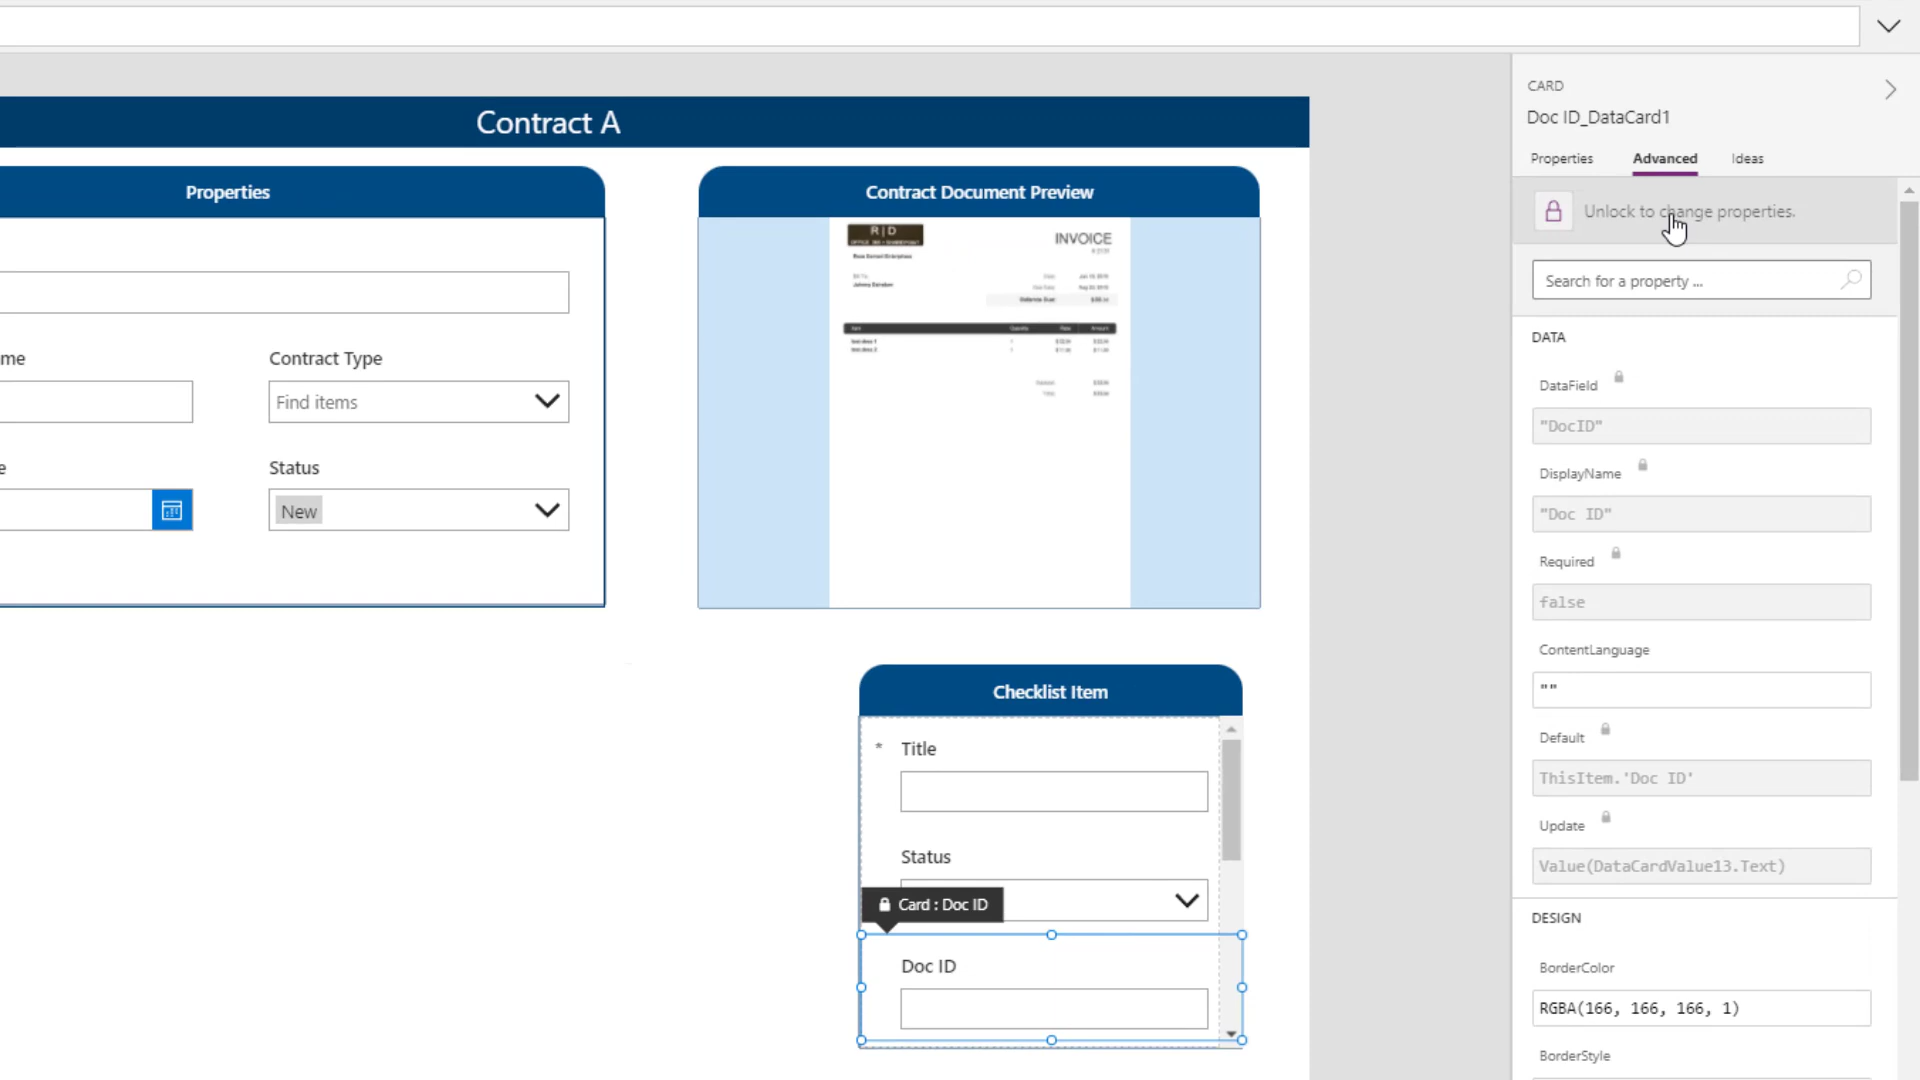 Contract A
Properties
me
Contract Type
Find items
e
Status
New
Contract Document Preview
R|D
INVOICE
Checklist Item
* Title
Status
Card : Doc ID
Doc ID
CARD
Doc ID_DataCard1
Properties
Advanced
Ideas
Unlock to change properties.
Search for a property ...
DATA
DataField
"DocID"
DisplayName
"Doc ID"
Required
false
ContentLanguage
""
Default
ThisItem.'Doc ID'
Update
Value(DataCardValue13.Text)
DESIGN
BorderColor
RGBA(166, 166, 166, 1)
BorderStyle